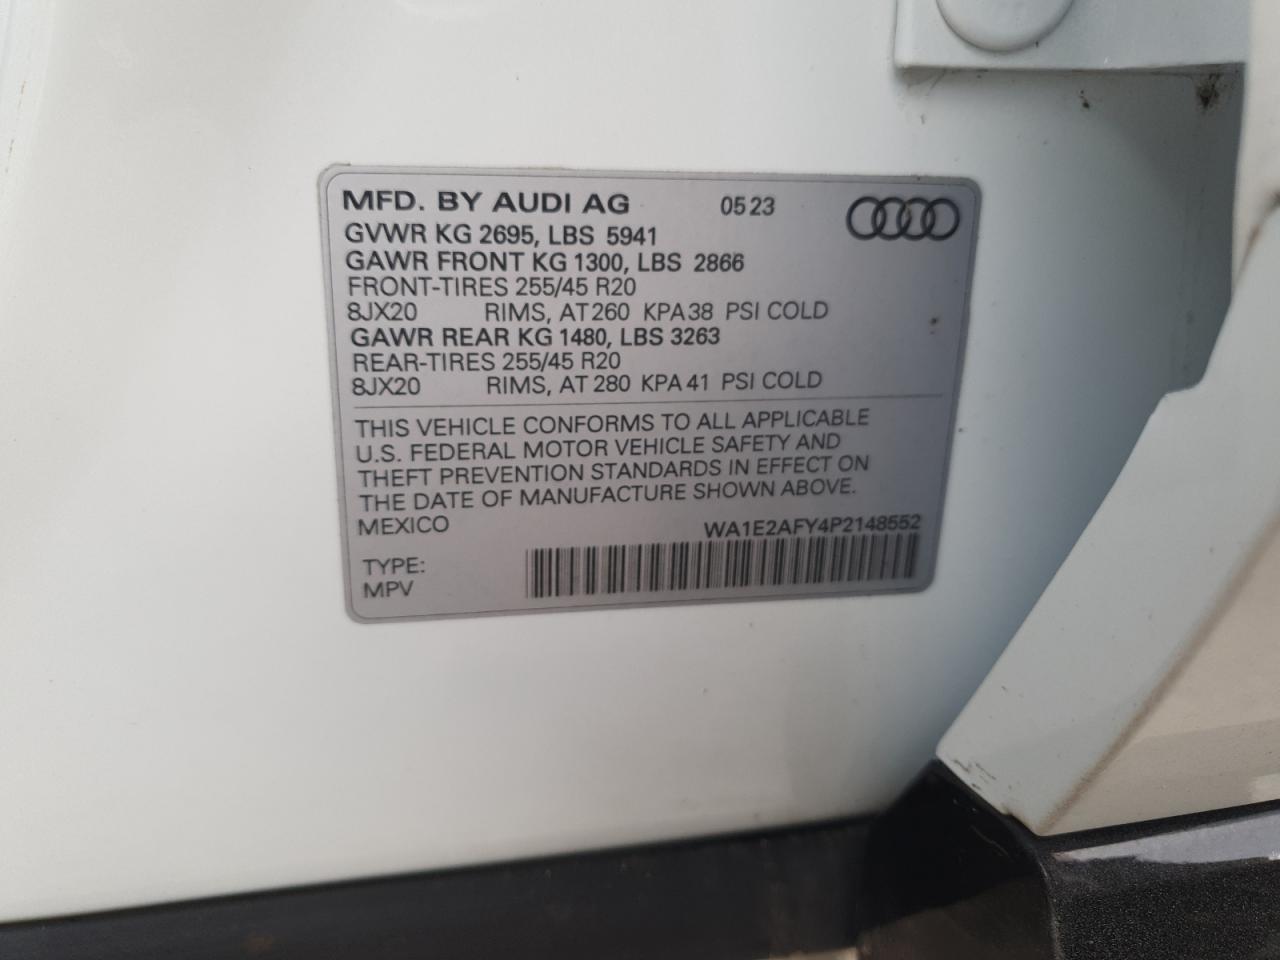 MFD. BY AUDI AG 0523
GVWR KG 2695, LBS 5941
GAWR FRONT KG 1300, LBS 2866
FRONT-TIRES 255/45 R20
8JX20 RIMS, AT 260 KPA 38 PSI COLD
GAWR REAR KG 1480, LBS 3263
REAR-TIRES 255/45 R20
8JX20 RIMS, AT 280 KPA 41 PSI COLD
THIS VEHICLE CONFORMS TO ALL APPLICABLE
U.S. FEDERAL MOTOR VEHICLE SAFETY AND
THEFT PREVENTION STANDARDS IN EFFECT ON
THE DATE OF MANUFACTURE SHOWN ABOVE.
MEXICO WA1E2AFY4P2148552
TYPE:
MPV